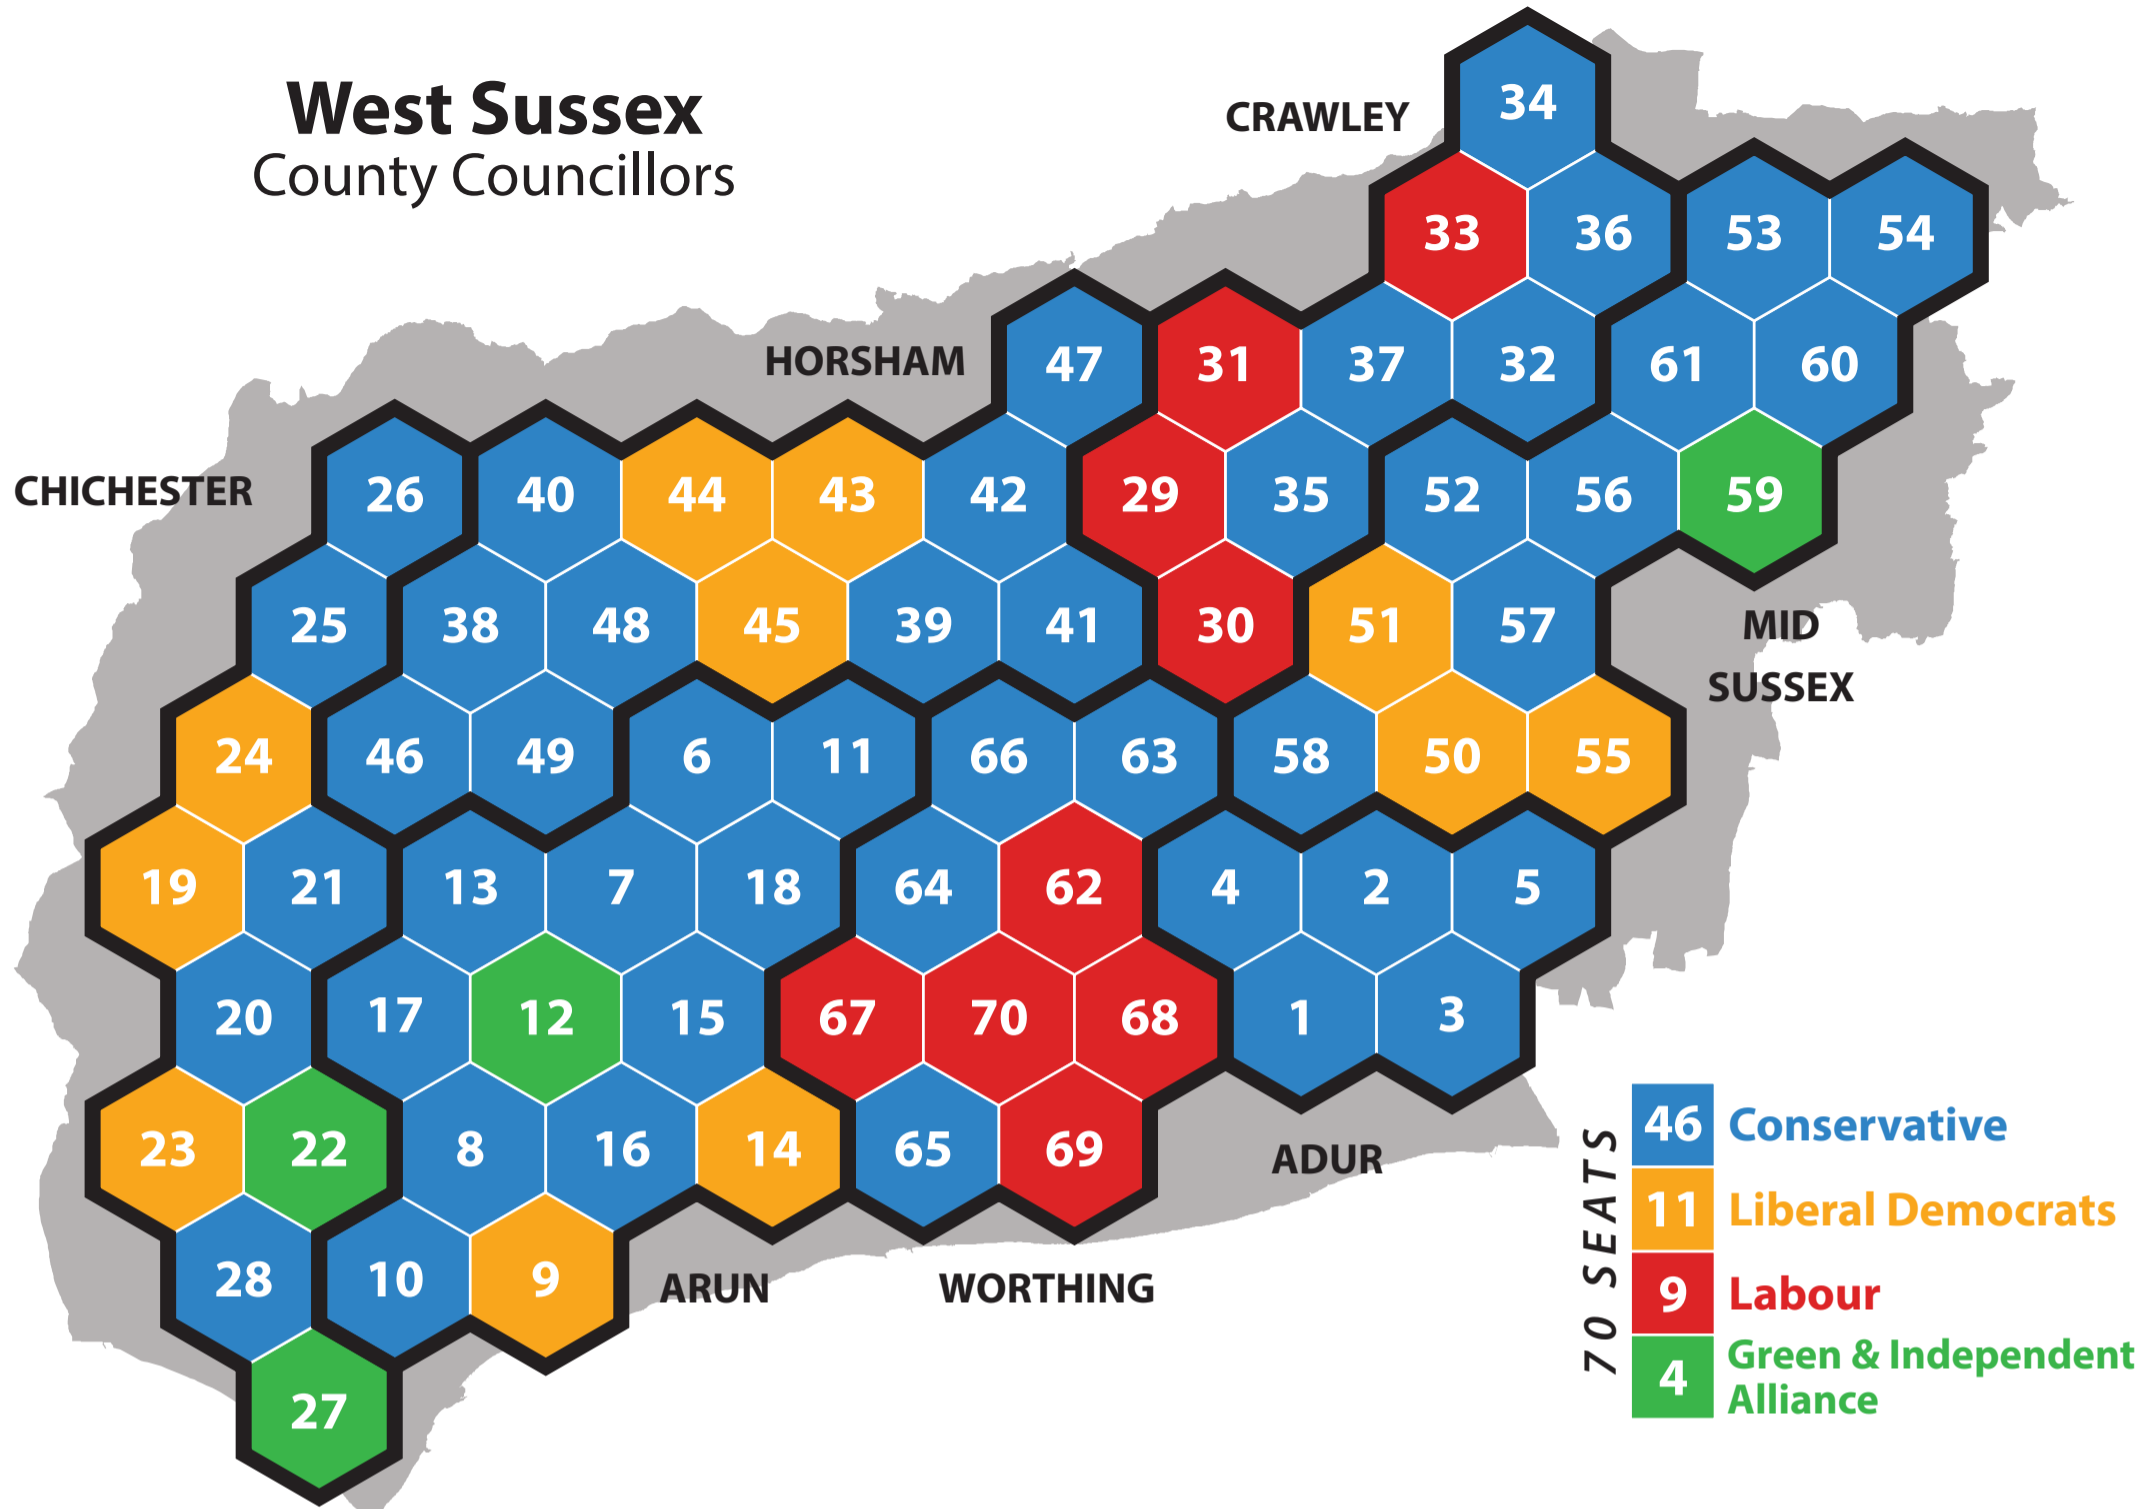 West Sussex
County Councillors
CRAWLEY
34
33 36 53 54
HORSHAM
47 31 37 32 61 60
CHICHESTER
26 40 44 43 42 29 35 52 56 59
25 38 48 45 39 41 30 51 57
MID
SUSSEX
24 46 49 6 11 66 63 58 50 55
19 21 13 7 18 64 62 4 2 5
20 17 12 15 67 70 68 1 3
23 22 8 16 14 65 69
ADUR
28 10 9
ARUN
WORTHING
27
70 SEATS
46 Conservative
11 Liberal Democrats
9 Labour
4 Green & Independent
Alliance